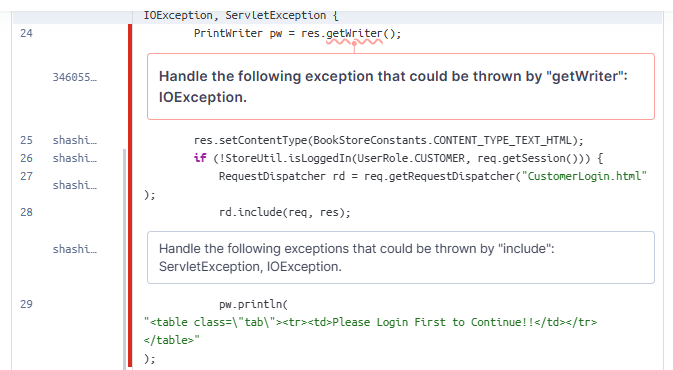 IOException, ServletException {
24 PrintWriter pw = res.getWriter();
346055…
Handle the following exception that could be thrown by "getWriter":
IOException.
25 shashi… res.setContentType(BookStoreConstants.CONTENT_TYPE_TEXT_HTML);
26 shashi… if (!StoreUtil.isLoggedIn(UserRole.CUSTOMER, req.getSession())) {
27 shashi… RequestDispatcher rd = req.getRequestDispatcher("CustomerLogin.html"
);
28 rd.include(req, res);
shashi…
Handle the following exceptions that could be thrown by "include":
ServletException, IOException.
29 pw.println(
"<table class=\"tab\"><tr><td>Please Login First to Continue!!</td></tr>
</table>"
);